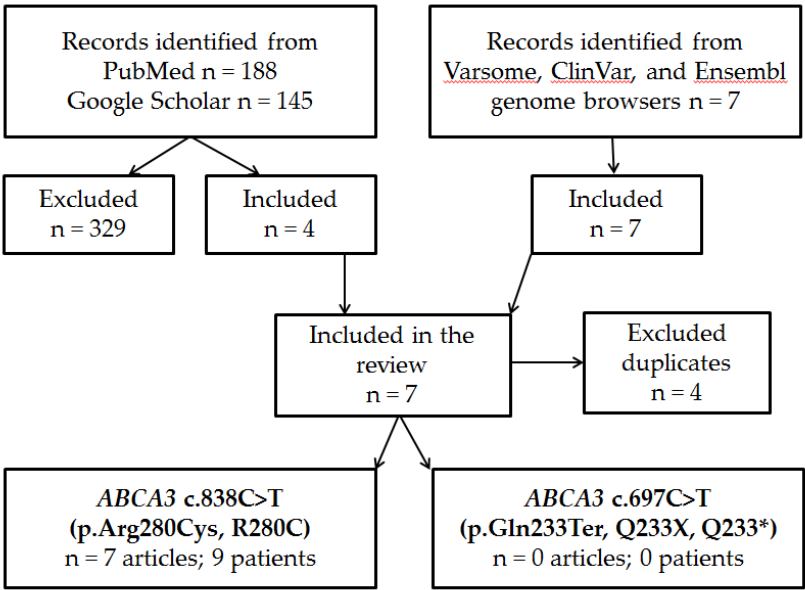 Records identified from
PubMed n = 188
Google Scholar n = 145
Records identified from
Varsome, ClinVar, and Ensembl
genome browsers n = 7
Excluded
n = 329
Included
n = 4
Included
n = 7
Included in the
review
n = 7
Excluded
duplicates
n = 4
ABCA3 c.838C>T
(p.Arg280Cys, R280C)
n = 7 articles; 9 patients
ABCA3 c.697C>T
(p.Gln233Ter, Q233X, Q233*)
n = 0 articles; 0 patients